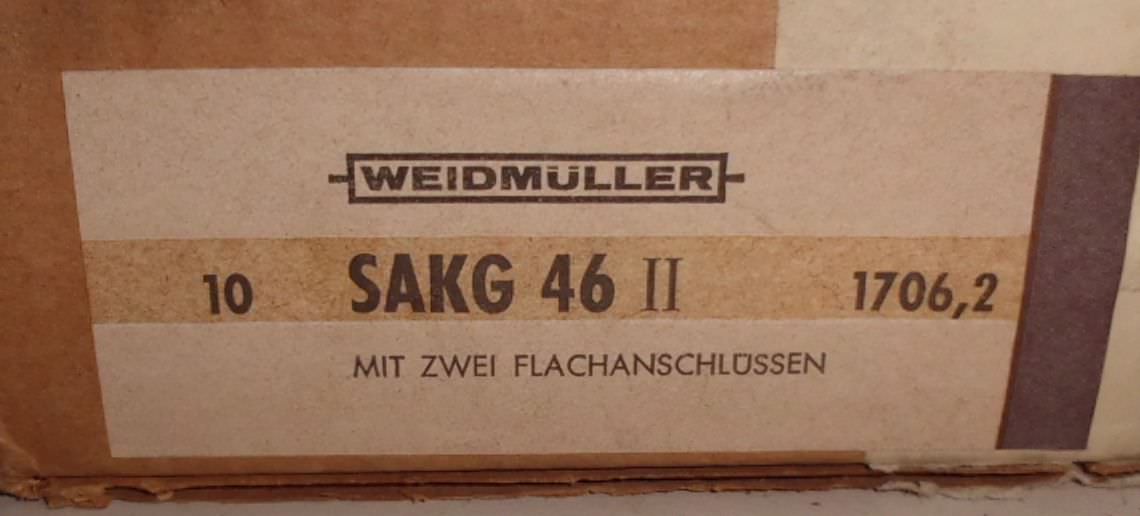 WEIDMÜLLER
10 SAKG 46 II 1706,2
MIT ZWEI FLACHANSCHLÜSSEN